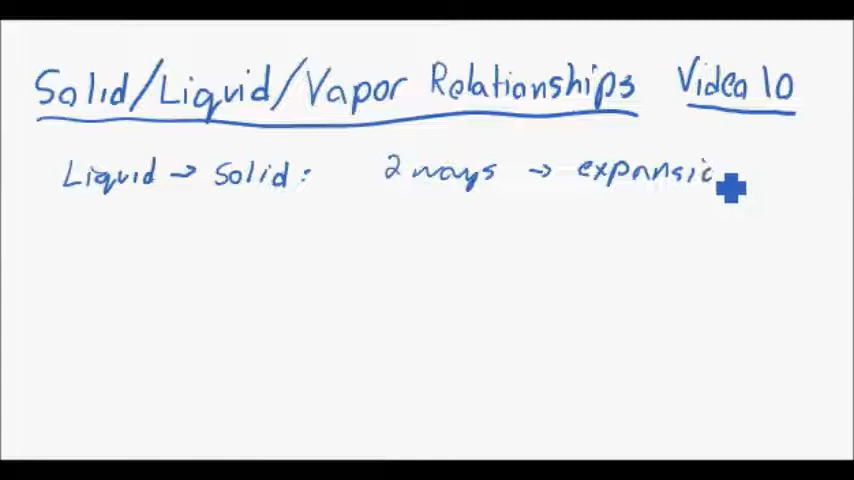 Solid/Liquid/Vapor Relationships Video 10
Liquid → Solid: 2 ways → expansio